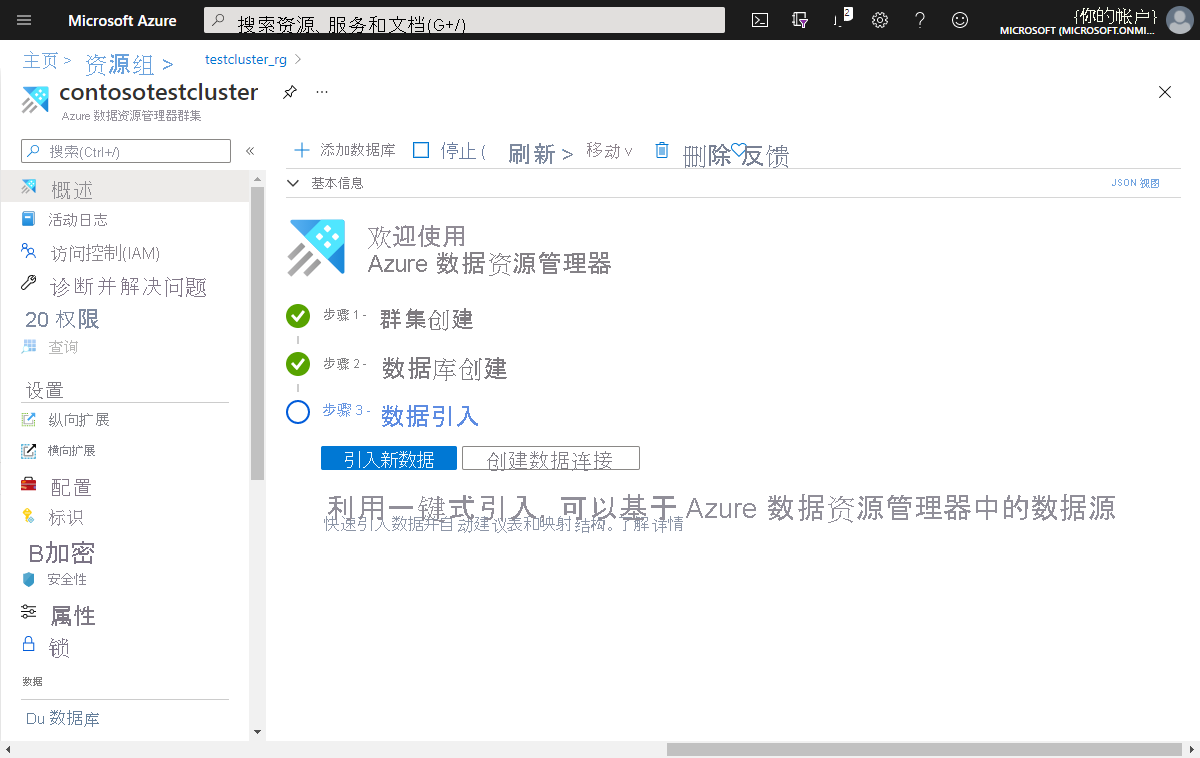 Microsoft Azure
搜索资源、服务和文档(G+/)
2
{你的帐户}
MICROSOFT (MICROSOFT.ONMI...
主页 > 资源组 > testcluster_rg >
contosotestcluster ...
Azure 数据资源管理器群集
搜索(Ctrl+/)
«
添加数据库 停止 ( 刷新 > 移动 ∨ 删除 反馈
概述
活动日志
访问控制(IAM)
诊断并解决问题
20 权限
查询
设置
纵向扩展
横向扩展
配置
标识
B加密
安全性
属性
锁
数据
Du 数据库
基本信息
JSON 视图
欢迎使用
Azure 数据资源管理器
步骤 1 - 群集创建
步骤 2 - 数据库创建
步骤 3 - 数据引入
引入新数据 创建数据连接
利用一键式引入，可以基于 Azure 数据资源管理器中的数据源
快速引入数据并自动建议表和映射结构。了解详情